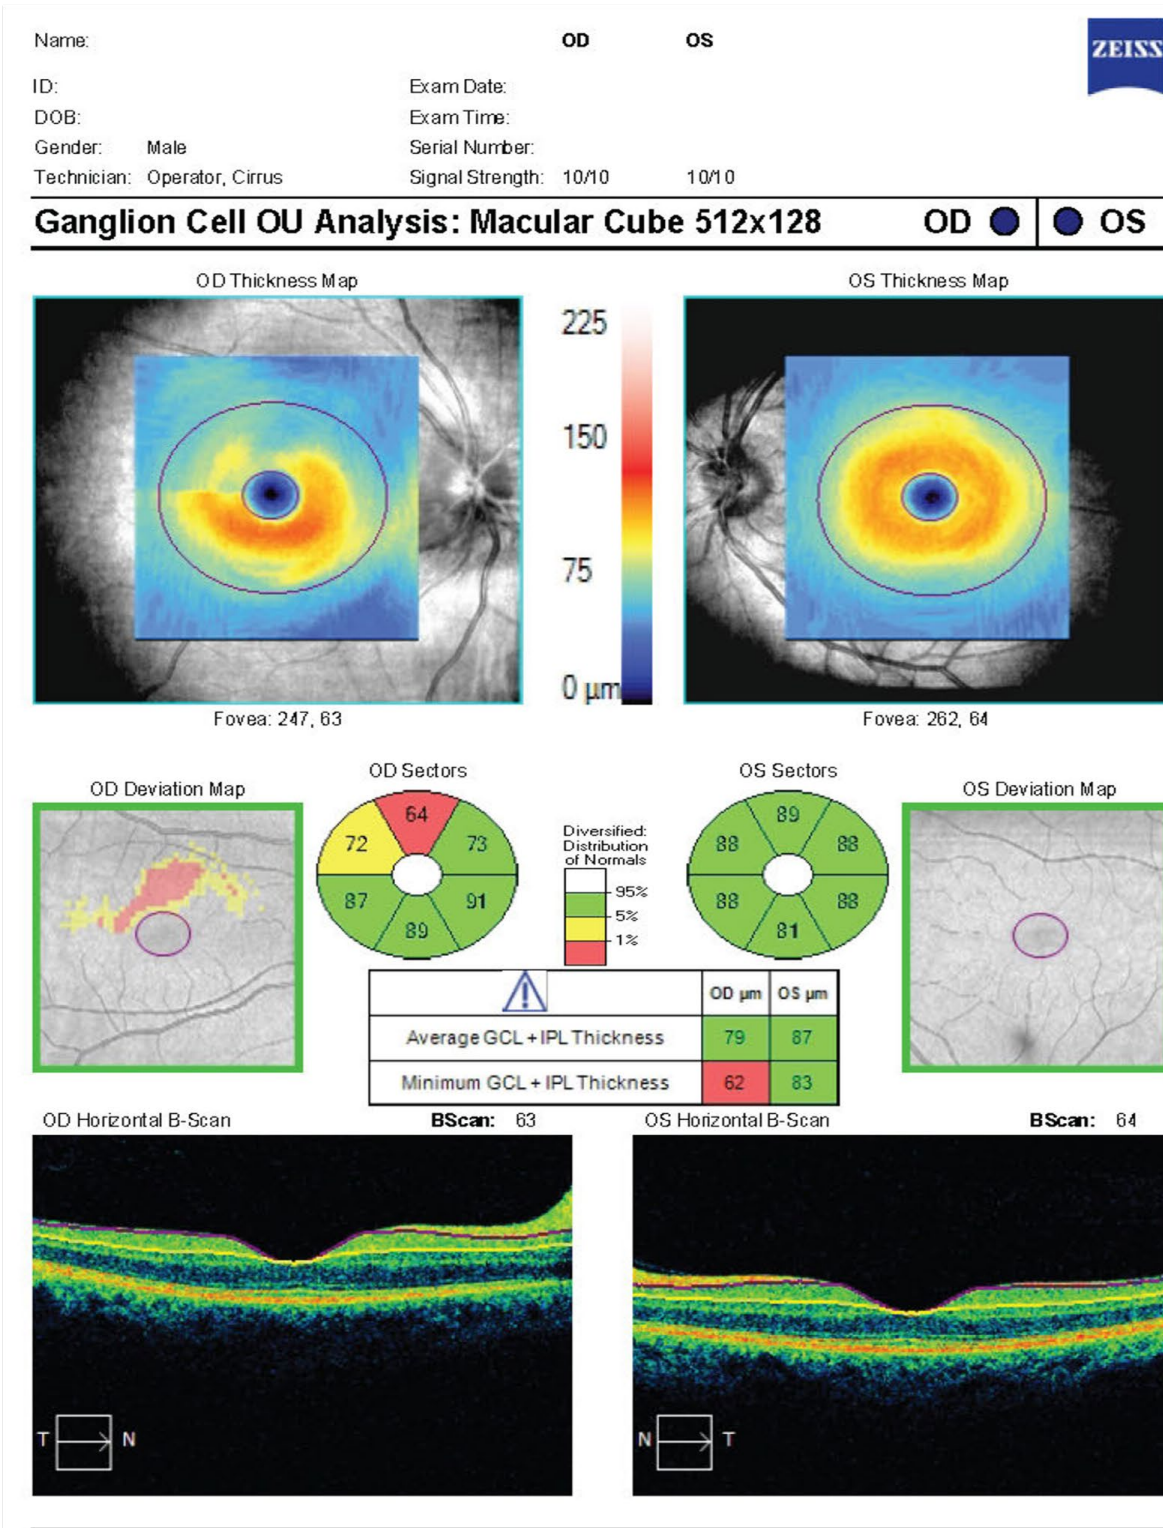 Name: OD OS
ZEISS
ID: Exam Date:
DOB: Exam Time:
Gender: Male Serial Number:
Technician: Operator, Cirrus Signal Strength: 10/10 10/10
Ganglion Cell OU Analysis: Macular Cube 512x128 OD OS
OD Thickness Map OS Thickness Map
225
150
75
0 µm
Fovea: 247, 63 Fovea: 262, 64
OD Deviation Map OD Sectors OS Sectors OS Deviation Map
64
72 73
87 91
89
Diversified:
Distribution
of Normals
95%
5%
1%
89
88 88
88 88
81
OD µm OS µm
Average GCL + IPL Thickness 79 87
Minimum GCL + IPL Thickness 62 83
OD Horizontal B-Scan BScan: 63 OS Horizontal B-Scan BScan: 64
T N N T